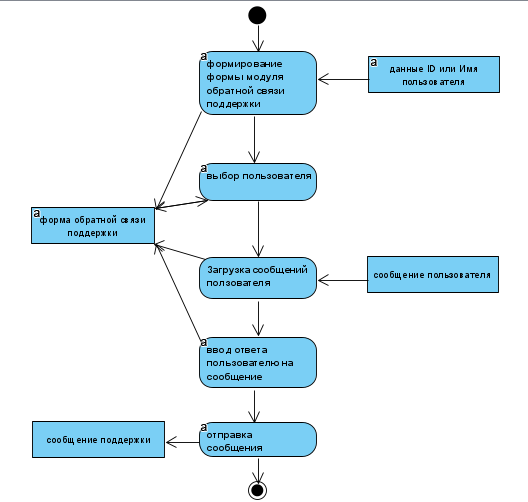 a
формирование
формы модуля
обратной связи
поддержки
a
данные ID или Имя
пользователя
a
выбор пользователя
a
форма обратной связи
поддержки
Загрузка сообщений
ползователя
сообщение пользователя
a
ввод ответа
пользователю на
сообщение
a
отправка
сообщения
сообщение поддержки